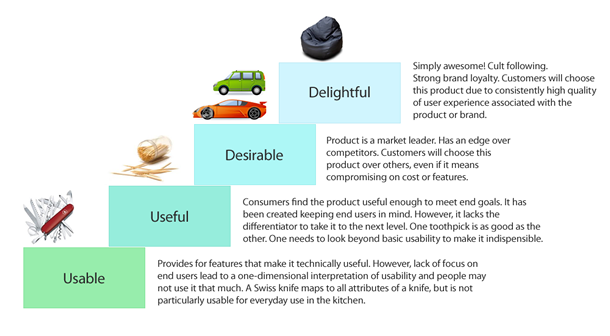 Delightful
Simply awesome! Cult following.
Strong brand loyalty. Customers will choose
this product due to consistently high quality
of user experience associated with the
product or brand.
Desirable
Product is a market leader. Has an edge over
competitors. Customers will choose this
product over others, even if it means
compromising on cost or features.
Useful
Consumers find the product useful enough to meet end goals. It has
been created keeping end users in mind. However, it lacks the
differentiator to take it to the next level. One toothpick is as good as the
other. One needs to look beyond basic usability to make it indispensible.
Usable
Provides for features that make it technically useful. However, lack of focus on
end users lead to a one-dimensional interpretation of usability and people may
not use it that much. A Swiss knife maps to all attributes of a knife, but is not
particularly usable for everyday use in the kitchen.